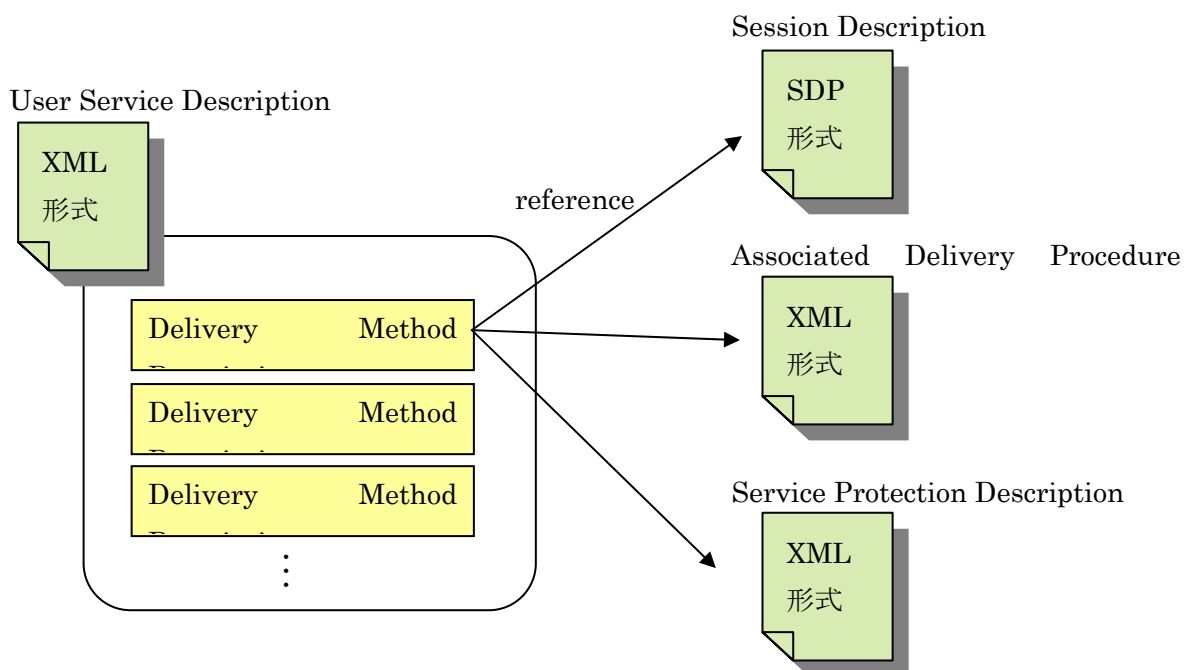 Session Description
SDP
形式
User Service Description
XML
形式
reference
Associated Delivery Procedure
XML
形式
Delivery Method
Delivery Method
Delivery Method
⋮
Service Protection Description
XML
形式